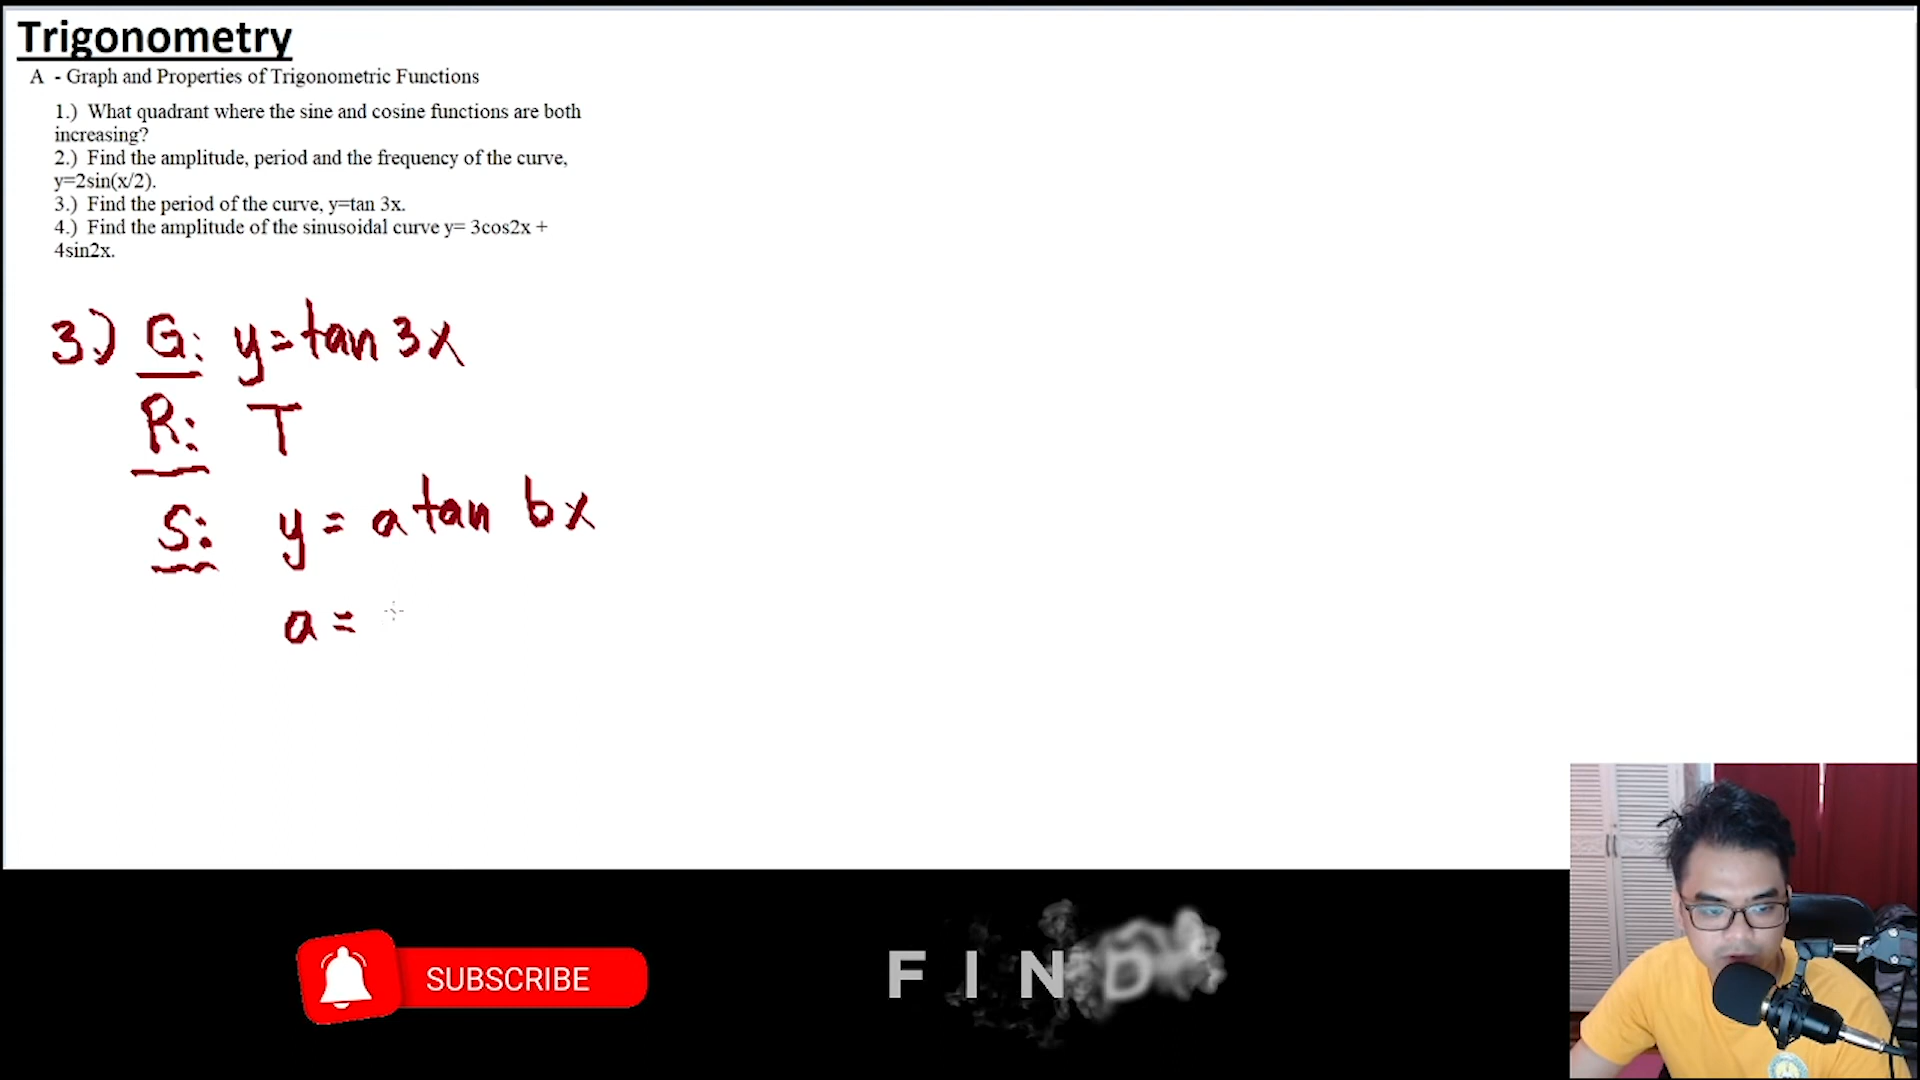 Trigonometry
A - Graph and Properties of Trigonometric Functions
1.) What quadrant where the sine and cosine functions are both
increasing?
2.) Find the amplitude, period and the frequency of the curve,
y=2sin(x/2).
3.) Find the period of the curve, y=tan 3x.
4.) Find the amplitude of the sinusoidal curve y= 3cos2x +
4sin2x.
3.) G: y=tan 3x
R: T
S: y = a tan bx
a =
SUBSCRIBE
FIND